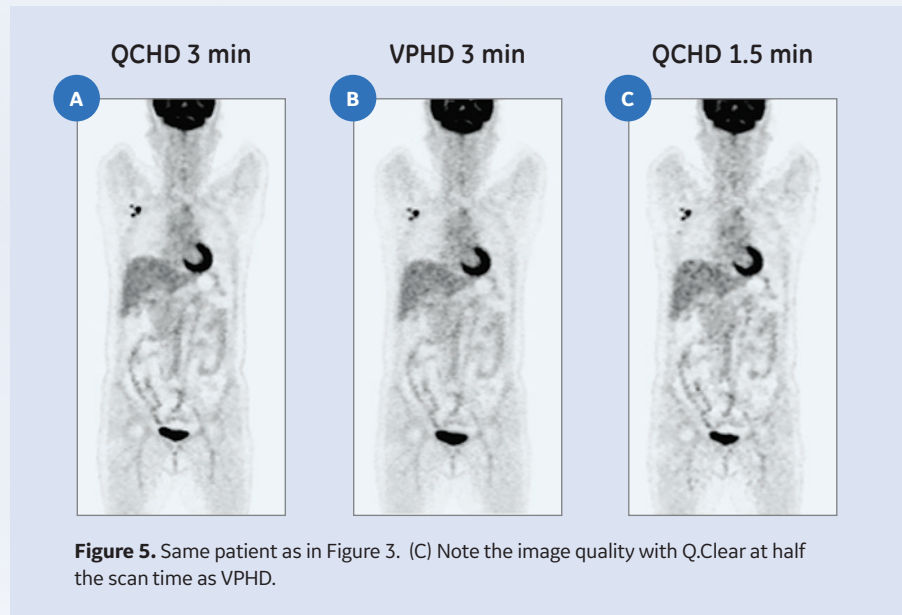 QCHD 3 min
VPHD 3 min
QCHD 1.5 min
A
B
C
Figure 5. Same patient as in Figure 3. (C) Note the image quality with Q.Clear at half
the scan time as VPHD.